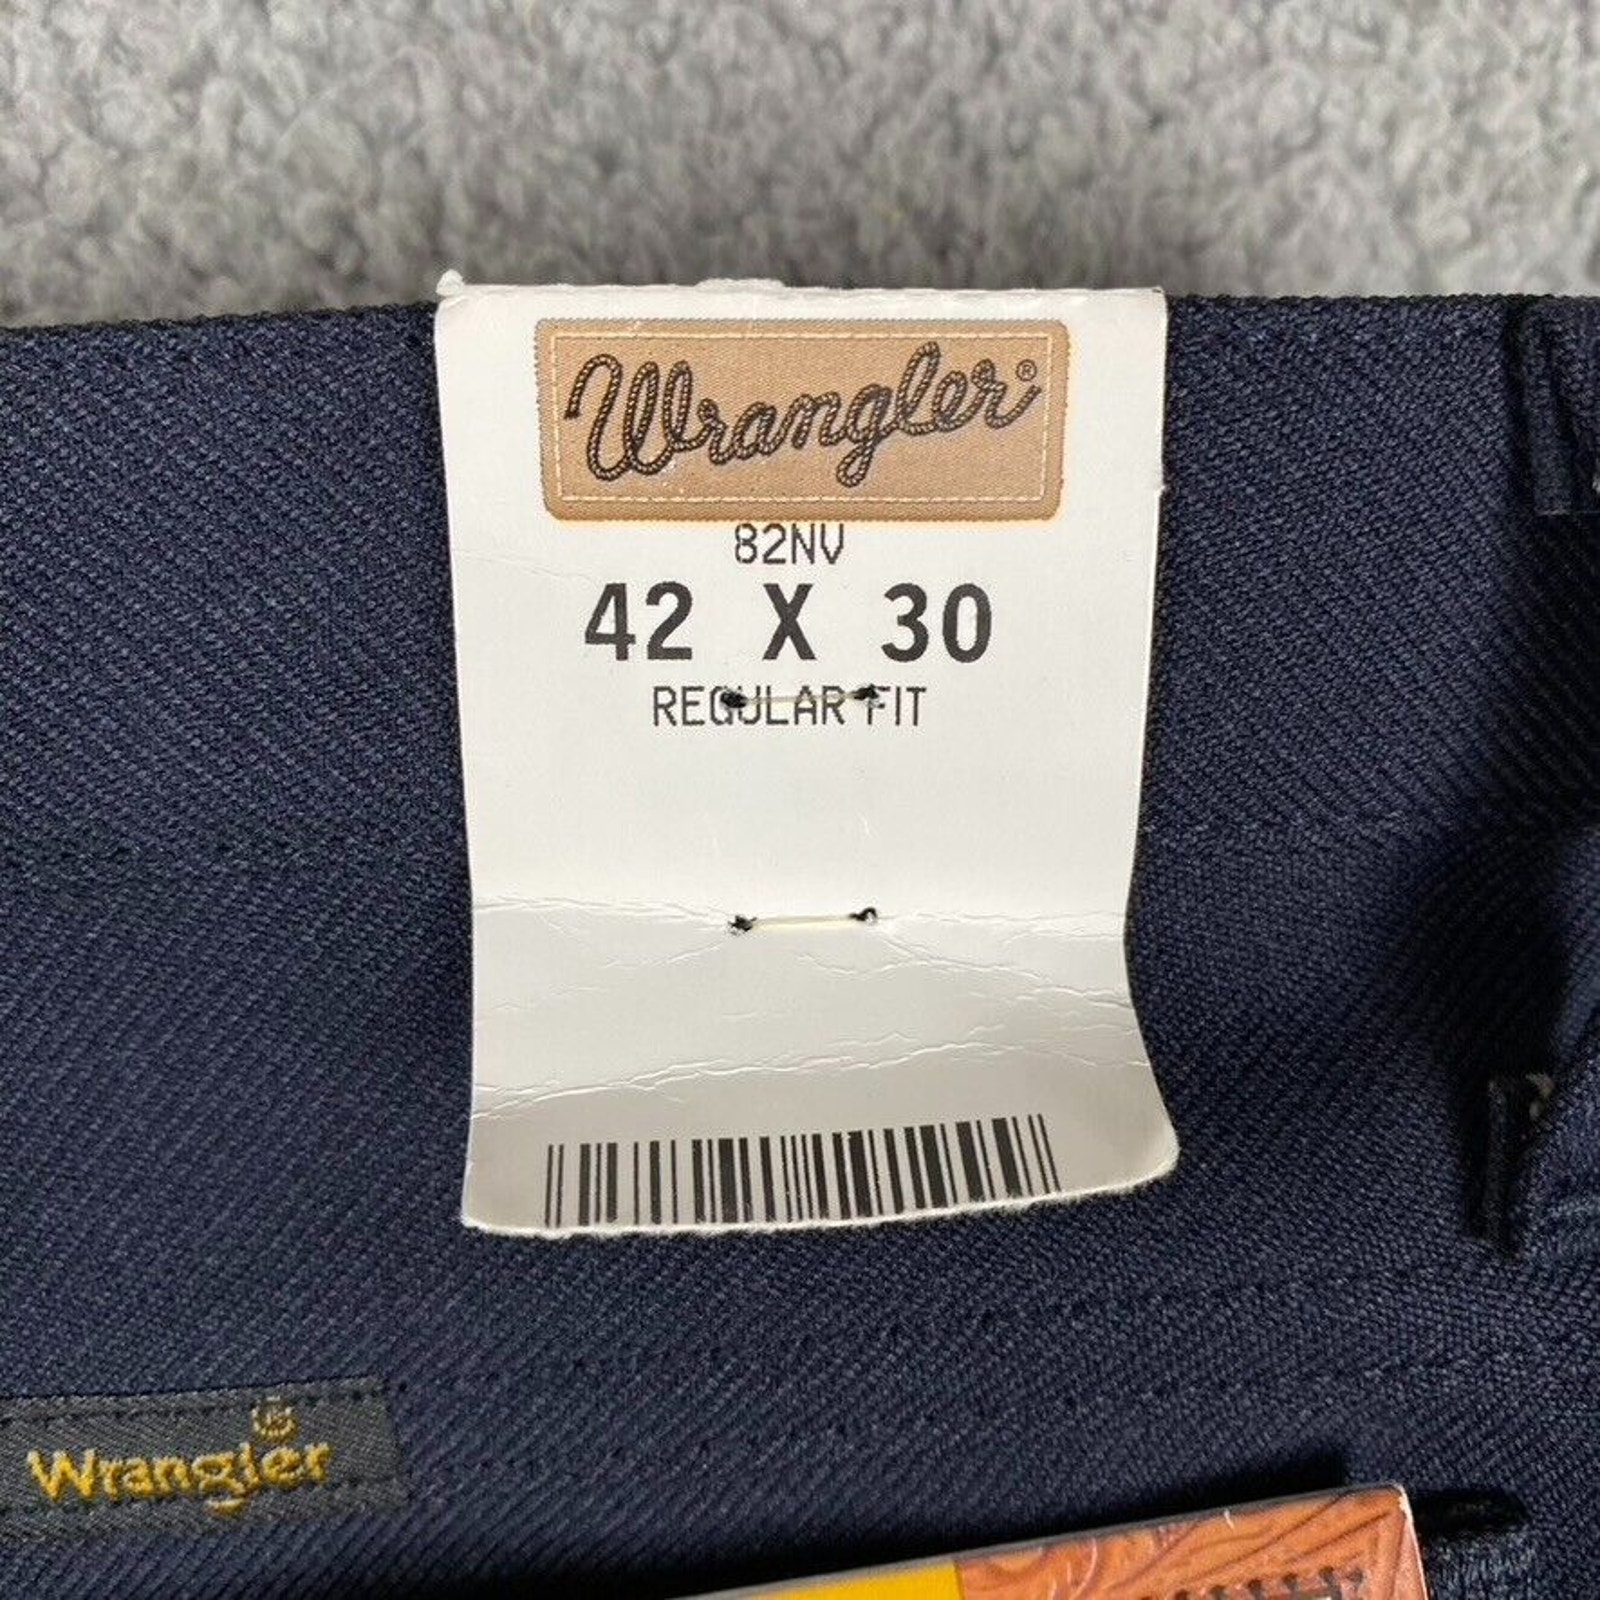 Wrangler®
82NV
42 X 30
REGULAR FIT
Wrangler